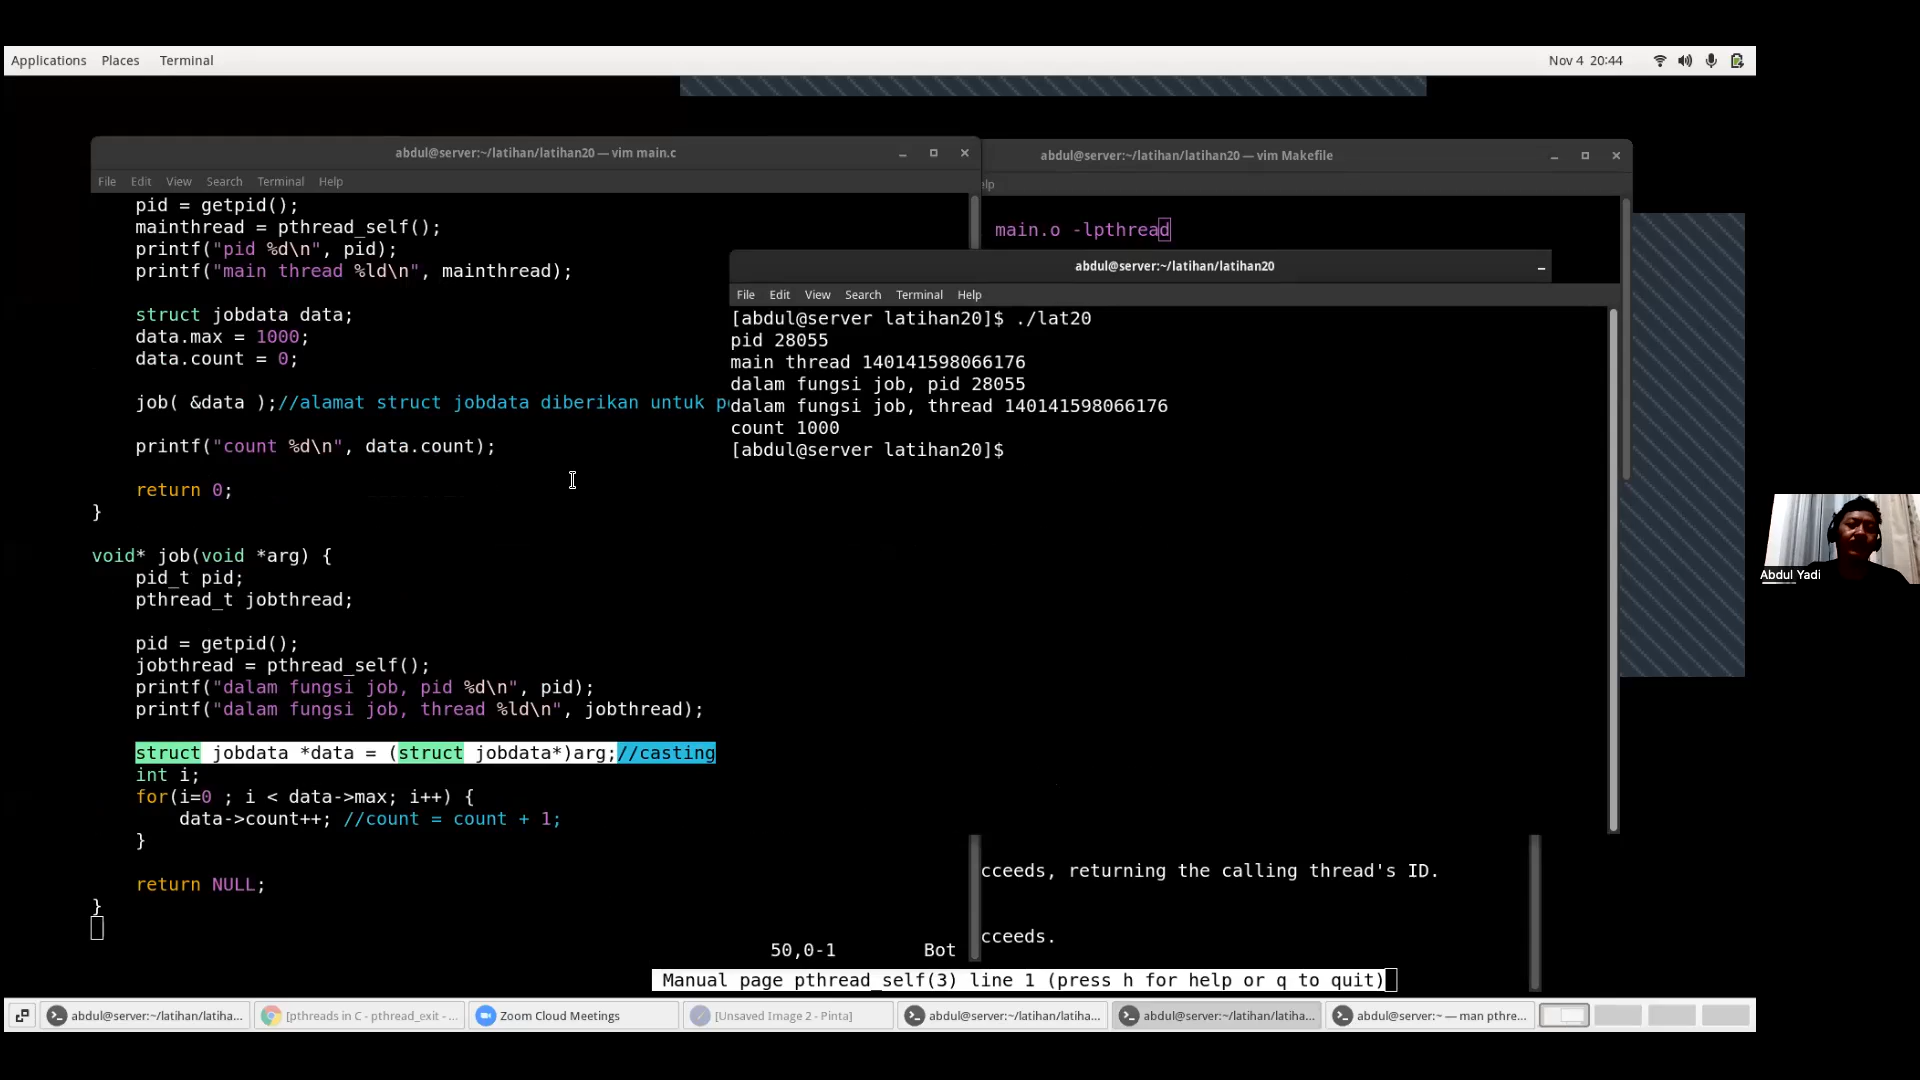 Applications Places Terminal
Nov 4 20:44
abdul@server:~/latihan/latihan20 — vim main.c
File Edit View Search Terminal Help
    pid = getpid();
    mainthread = pthread_self();
    printf("pid %d\n", pid);
    printf("main thread %ld\n", mainthread);
    struct jobdata data;
    data.max = 1000;
    data.count = 0;
    job( &data );//alamat struct jobdata diberikan untuk
    printf("count %d\n", data.count);
    return 0;
}
void* job(void *arg) {
    pid_t pid;
    pthread_t jobthread;
    pid = getpid();
    jobthread = pthread_self();
    printf("dalam fungsi job, pid %d\n", pid);
    printf("dalam fungsi job, thread %ld\n", jobthread);
    struct jobdata *data = (struct jobdata*)arg;//casting
    int i;
    for(i=0 ; i < data->max; i++) {
        data->count++; //count = count + 1;
    }
    return NULL;
}
50,0-1 Bot
abdul@server:~/latihan/latihan20 — vim Makefile
elp
main.o -lpthread
abdul@server:~/latihan/latihan20
File Edit View Search Terminal Help
[abdul@server latihan20]$ ./lat20
pid 28055
main thread 140141598066176
dalam fungsi job, pid 28055
dalam fungsi job, thread 140141598066176
count 1000
[abdul@server latihan20]$
cceeds, returning the calling thread's ID.
cceeds.
Manual page pthread_self(3) line 1 (press h for help or q to quit)
Abdul Yadi
abdul@server:~/latihan/latiha...
[pthreads in C - pthread_exit - ...
Zoom Cloud Meetings
[Unsaved Image 2 - Pinta]
abdul@server:~/latihan/latiha...
abdul@server:~/latihan/latiha...
abdul@server:~ — man pthre...